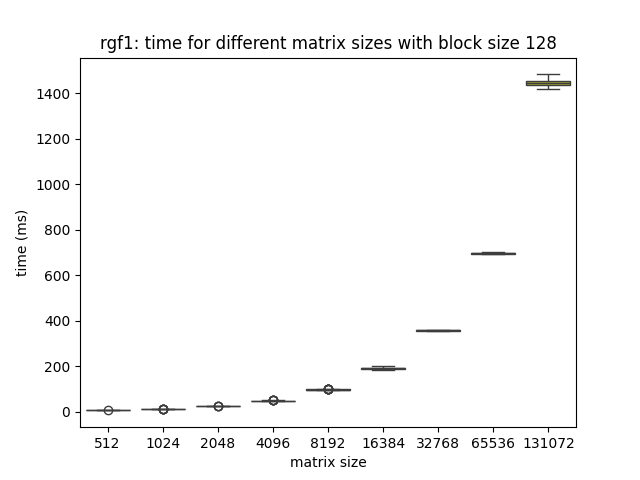 rgf1: time for different matrix sizes with block size 128
1400
1200
1000
800
600
400
200
0
time (ms)
512 1024 2048 4096 8192 16384 32768 65536 131072
matrix size